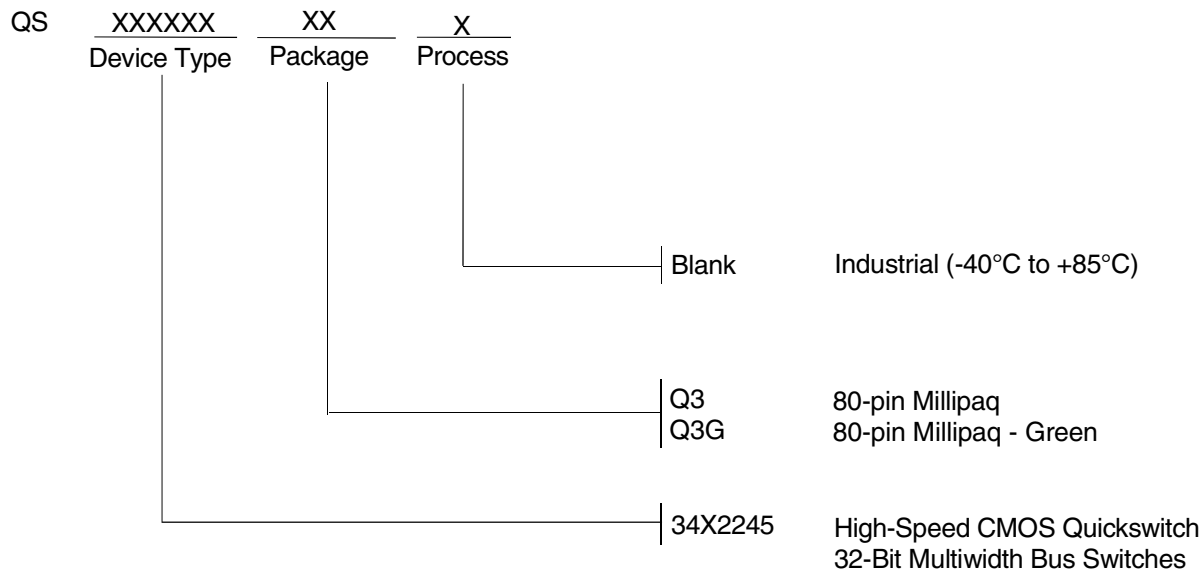 QS XXXXXX XX X
Device Type Package Process
Blank Industrial (-40°C to +85°C)
Q3 80-pin Millipaq
Q3G 80-pin Millipaq - Green
34X2245 High-Speed CMOS Quickswitch
32-Bit Multiwidth Bus Switches